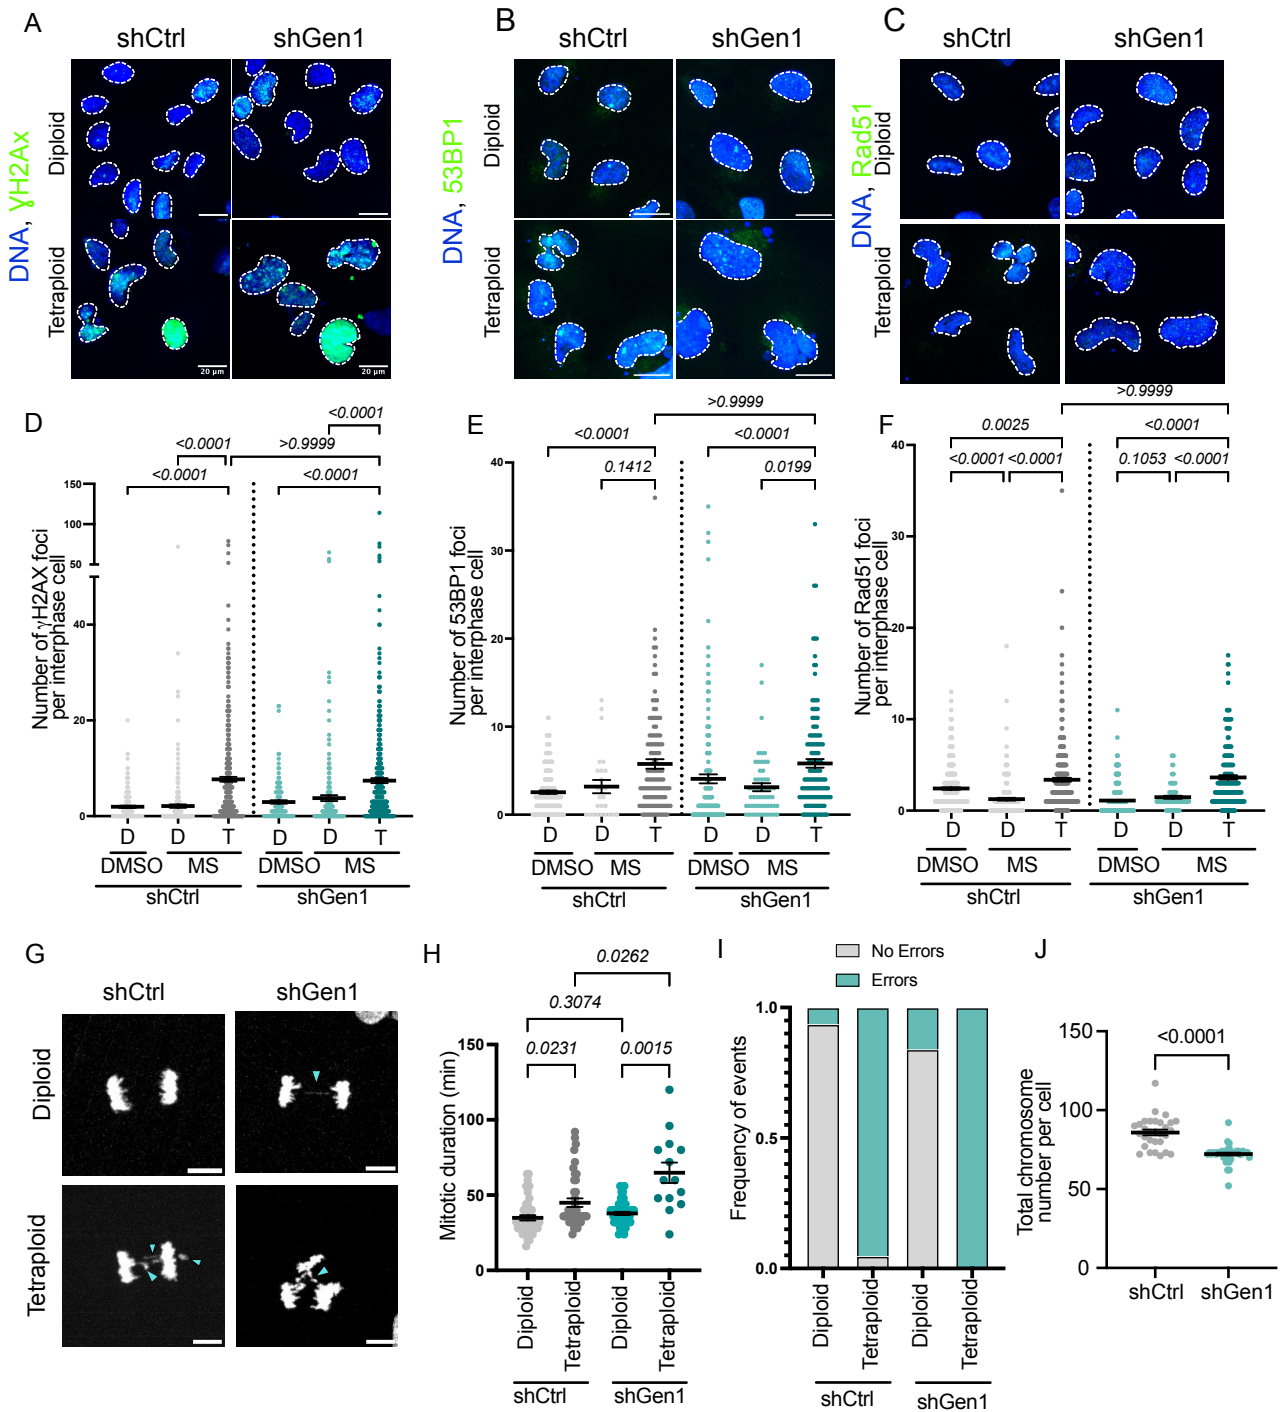 A
shCtrl
shGen1
DNA, ɣH2Ax
Diploid
Tetraploid
20 µm
20 µm
B
shCtrl
shGen1
DNA, 53BP1
Diploid
Tetraploid
C
shCtrl
shGen1
DNA, Rad51
Diploid
Tetraploid
D
<0.0001
<0.0001
>0.9999
<0.0001
<0.0001
Number of γH2AX foci
per interphase cell
150
100
50
40
20
0
D
D
T
D
D
T
DMSO
MS
DMSO
MS
shCtrl
shGen1
E
>0.9999
<0.0001
<0.0001
0.1412
0.0199
Number of 53BP1 foci
per interphase cell
40
30
20
10
0
D
D
T
D
D
T
DMSO
MS
DMSO
MS
shCtrl
shGen1
F
>0.9999
0.0025
<0.0001
<0.0001
<0.0001
0.1053
<0.0001
Number of Rad51 foci
per interphase cell
40
30
20
10
0
D
D
T
D
D
T
DMSO
MS
DMSO
MS
shCtrl
shGen1
G
shCtrl
shGen1
Diploid
Tetraploid
H
0.0262
0.3074
0.0231
0.0015
Mitotic duration (min)
150
100
50
0
Diploid
Tetraploid
Diploid
Tetraploid
shCtrl
shGen1
I
No Errors
Errors
Frequency of events
1.0
0.5
0.0
Diploid
Tetraploid
Diploid
Tetraploid
shCtrl
shGen1
J
<0.0001
Total chromosome
number per cell
150
100
50
0
shCtrl
shGen1